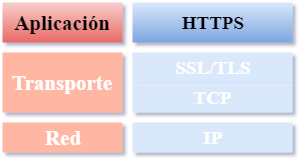 Aplicación HTTPS
Transporte SSL/TLS
TCP
Red IP